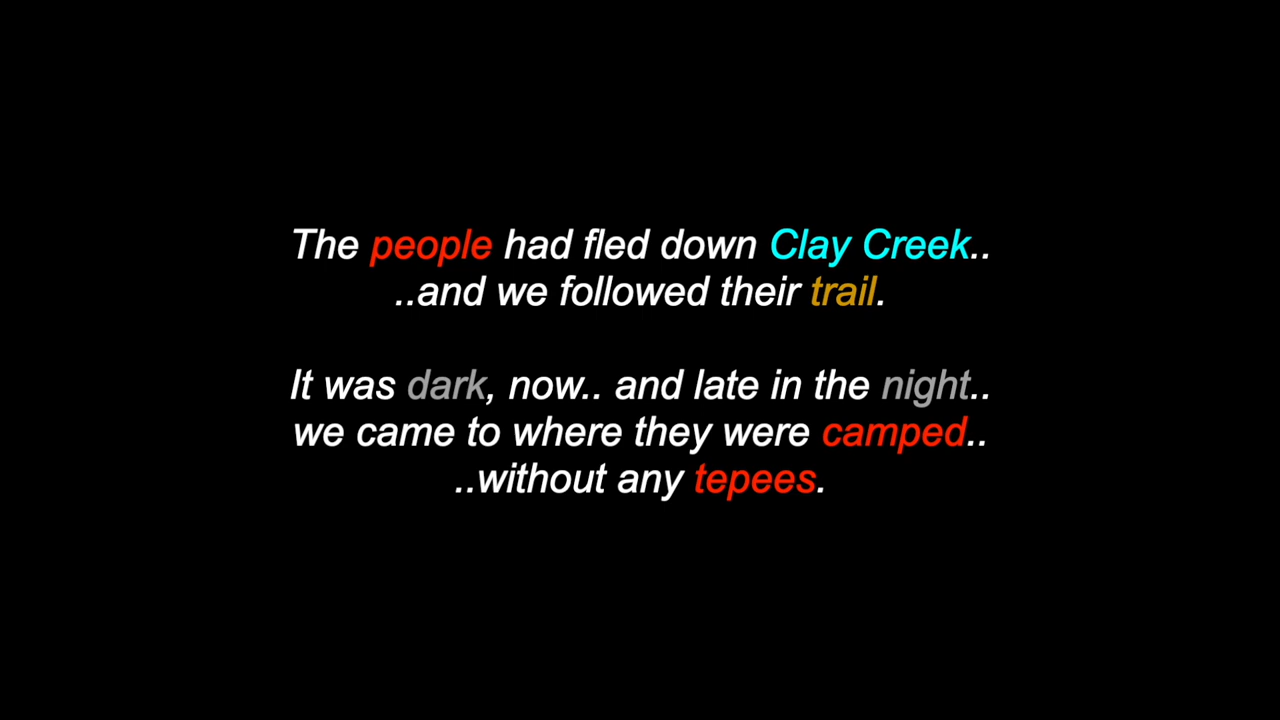 The people had fled down Clay Creek..
..and we followed their trail.
It was dark, now.. and late in the night..
we came to where they were camped..
..without any tepees.